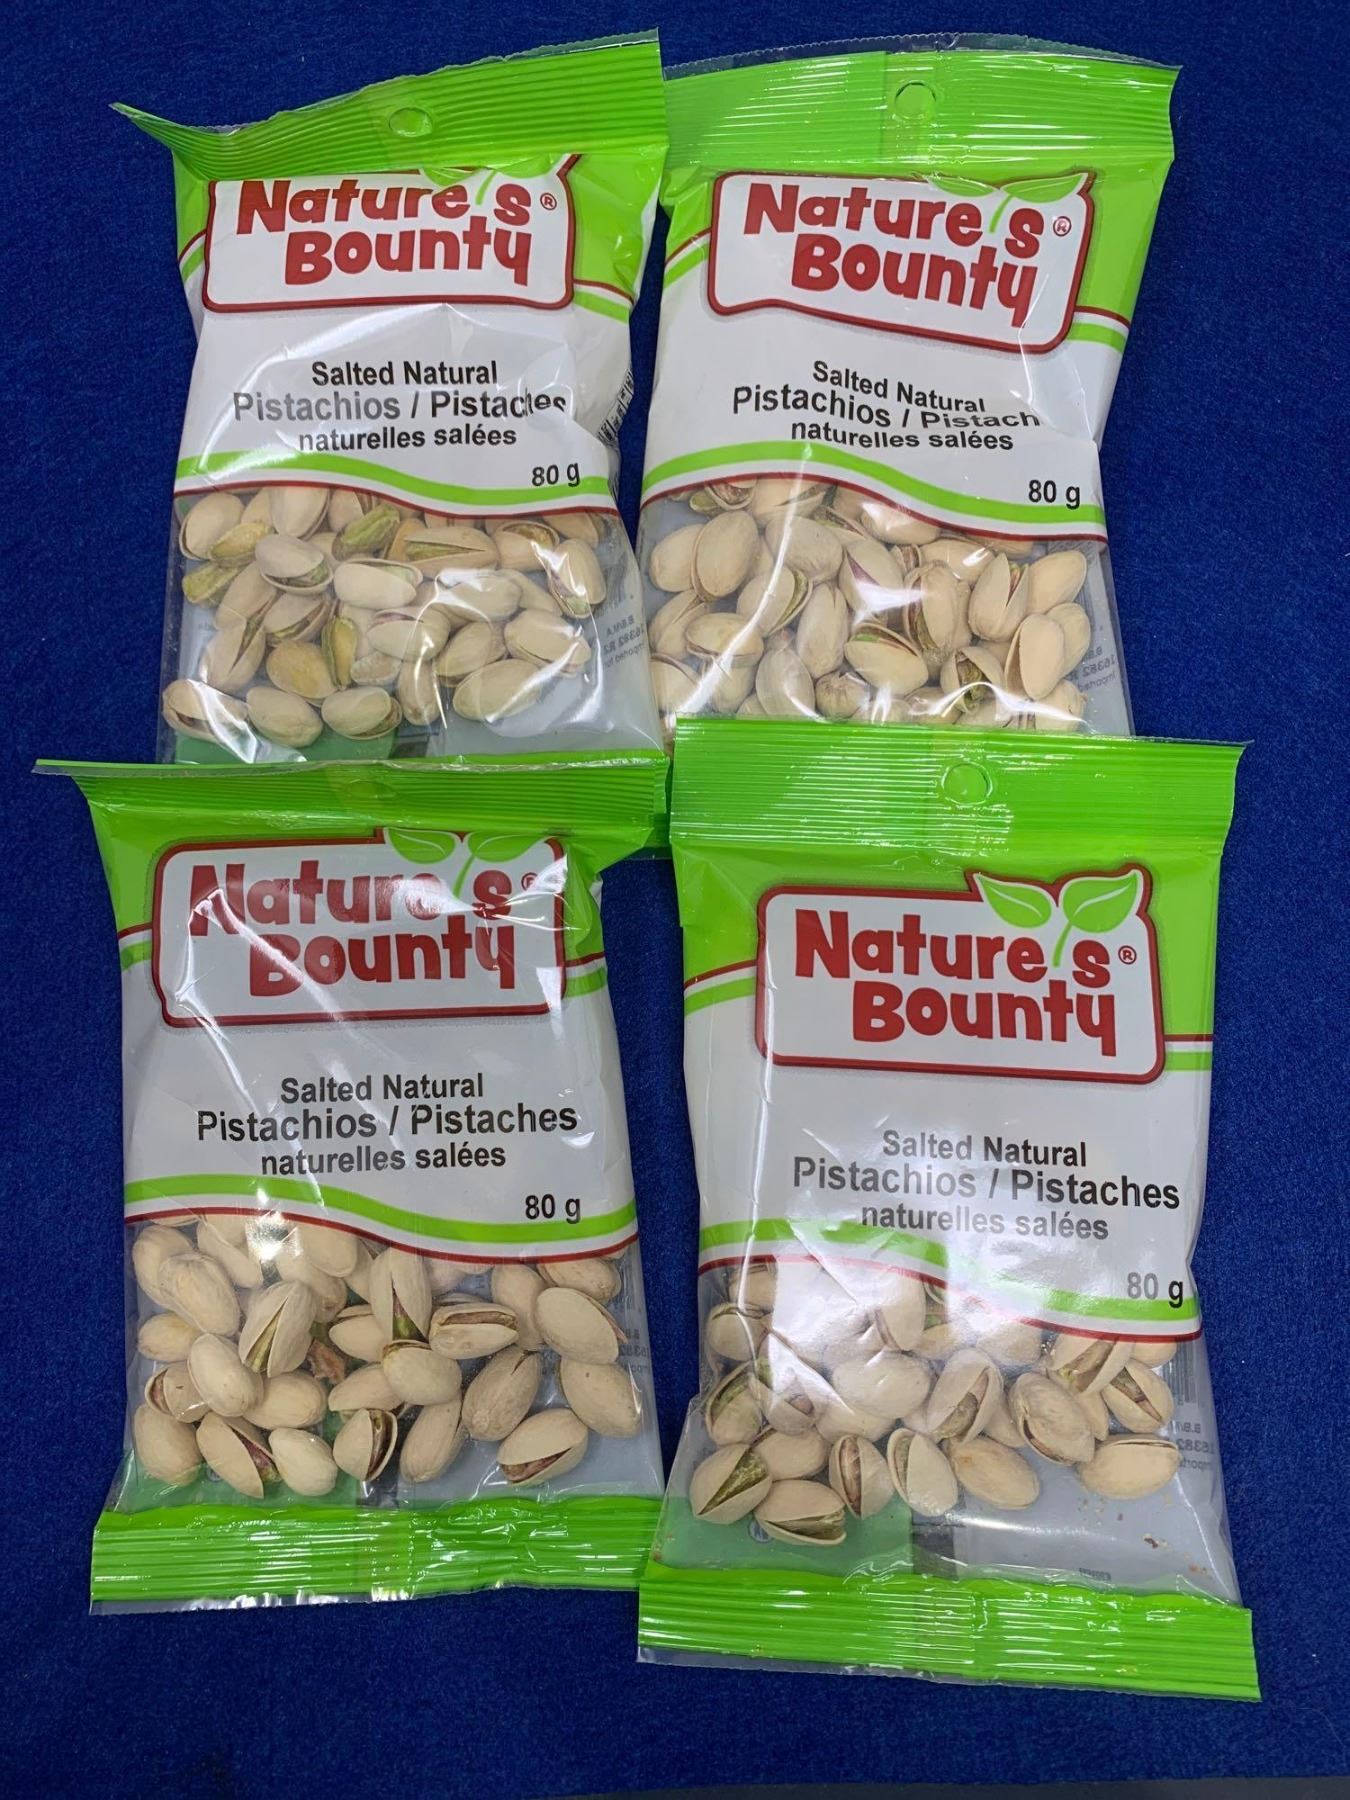 Nature's®
Bounty
Salted Natural
Pistachios / Pistaches
naturelles salées
80 g
Nature's®
Bounty
Salted Natural
Pistachios / Pistach
naturelles salées
80 g
Nature's®
Bounty
Salted Natural
Pistachios / Pistaches
naturelles salées
80 g
Nature's®
Bounty
Salted Natural
Pistachios / Pistaches
naturelles salées
80 g